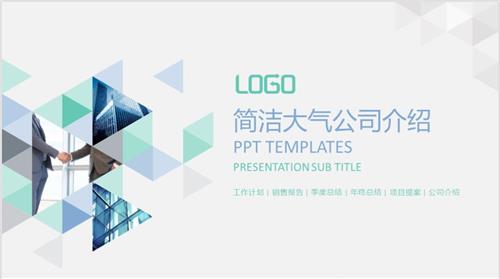 LOGO
简洁大气公司介绍
PPT TEMPLATES
PRESENTATION SUB TITLE
工作计划 | 销售报告 | 季度总结 | 年终总结 | 项目提案 | 公司介绍